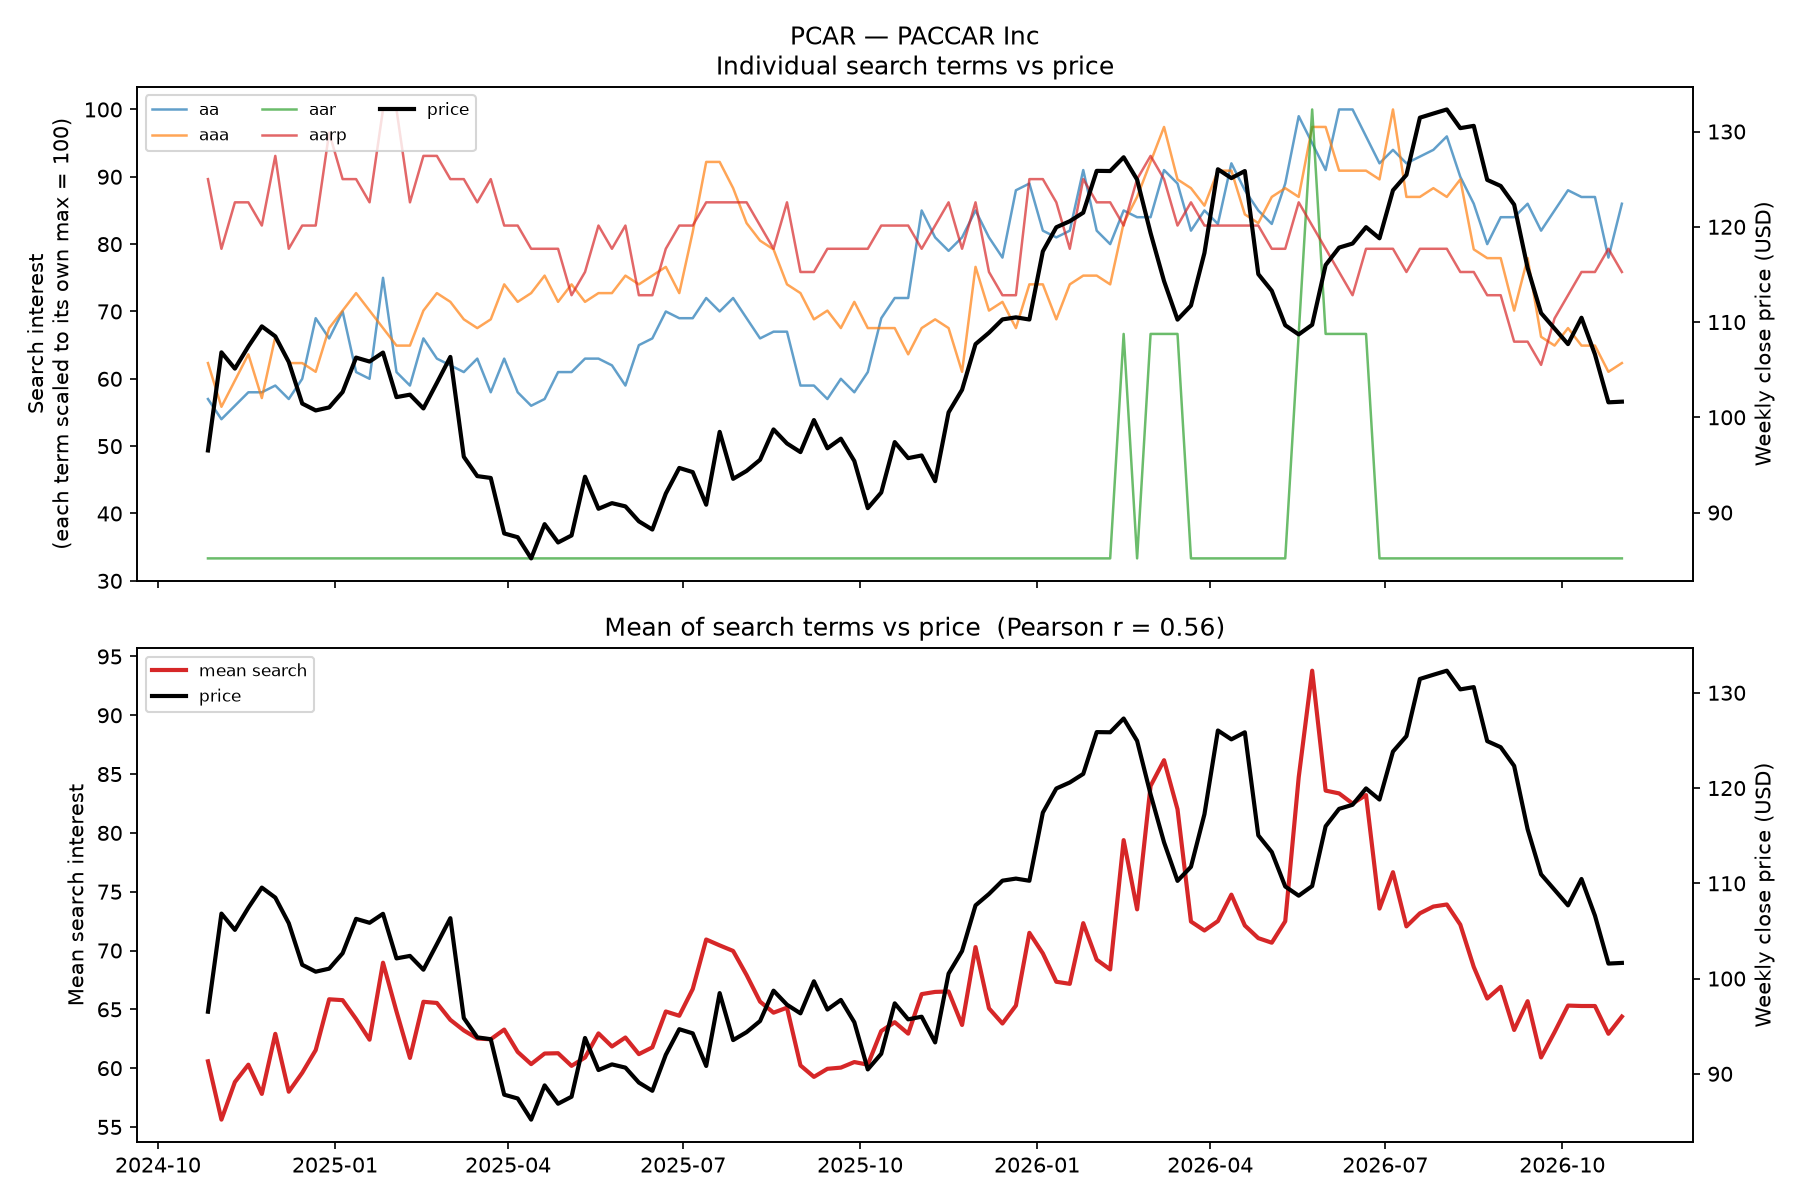 PCAR — PACCAR Inc
Individual search terms vs price
aa
aaa
aar
aarp
price
Search interest
(each term scaled to its own max = 100)
100
90
80
70
60
50
40
30
130
120
110
100
90
Weekly close price (USD)
Mean of search terms vs price (Pearson r = 0.56)
mean search
price
Mean search interest
95
90
85
80
75
70
65
60
55
130
120
110
100
90
Weekly close price (USD)
2024-10
2025-01
2025-04
2025-07
2025-10
2026-01
2026-04
2026-07
2026-10